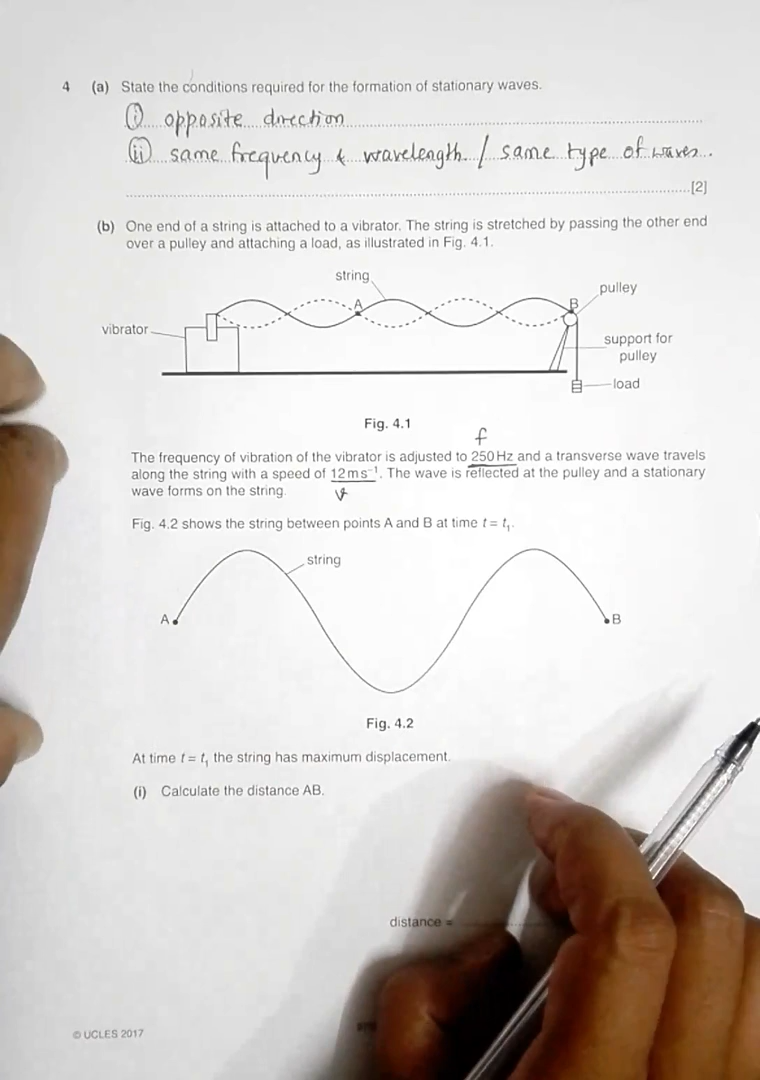 4 (a) State the conditions required for the formation of stationary waves.
(i) opposite direction
(ii) same frequency & wavelength / same type of waves.
[2]
(b) One end of a string is attached to a vibrator. The string is stretched by passing the other end
over a pulley and attaching a load, as illustrated in Fig. 4.1.
string
A
B
pulley
vibrator
support for
pulley
load
Fig. 4.1
f
The frequency of vibration of the vibrator is adjusted to 250 Hz and a transverse wave travels
along the string with a speed of 12 m s⁻¹. The wave is reflected at the pulley and a stationary
wave forms on the string.
v
Fig. 4.2 shows the string between points A and B at time t = t₁.
string
A
B
Fig. 4.2
At time t = t₁ the string has maximum displacement.
(i) Calculate the distance AB.
distance =
© UCLES 2017